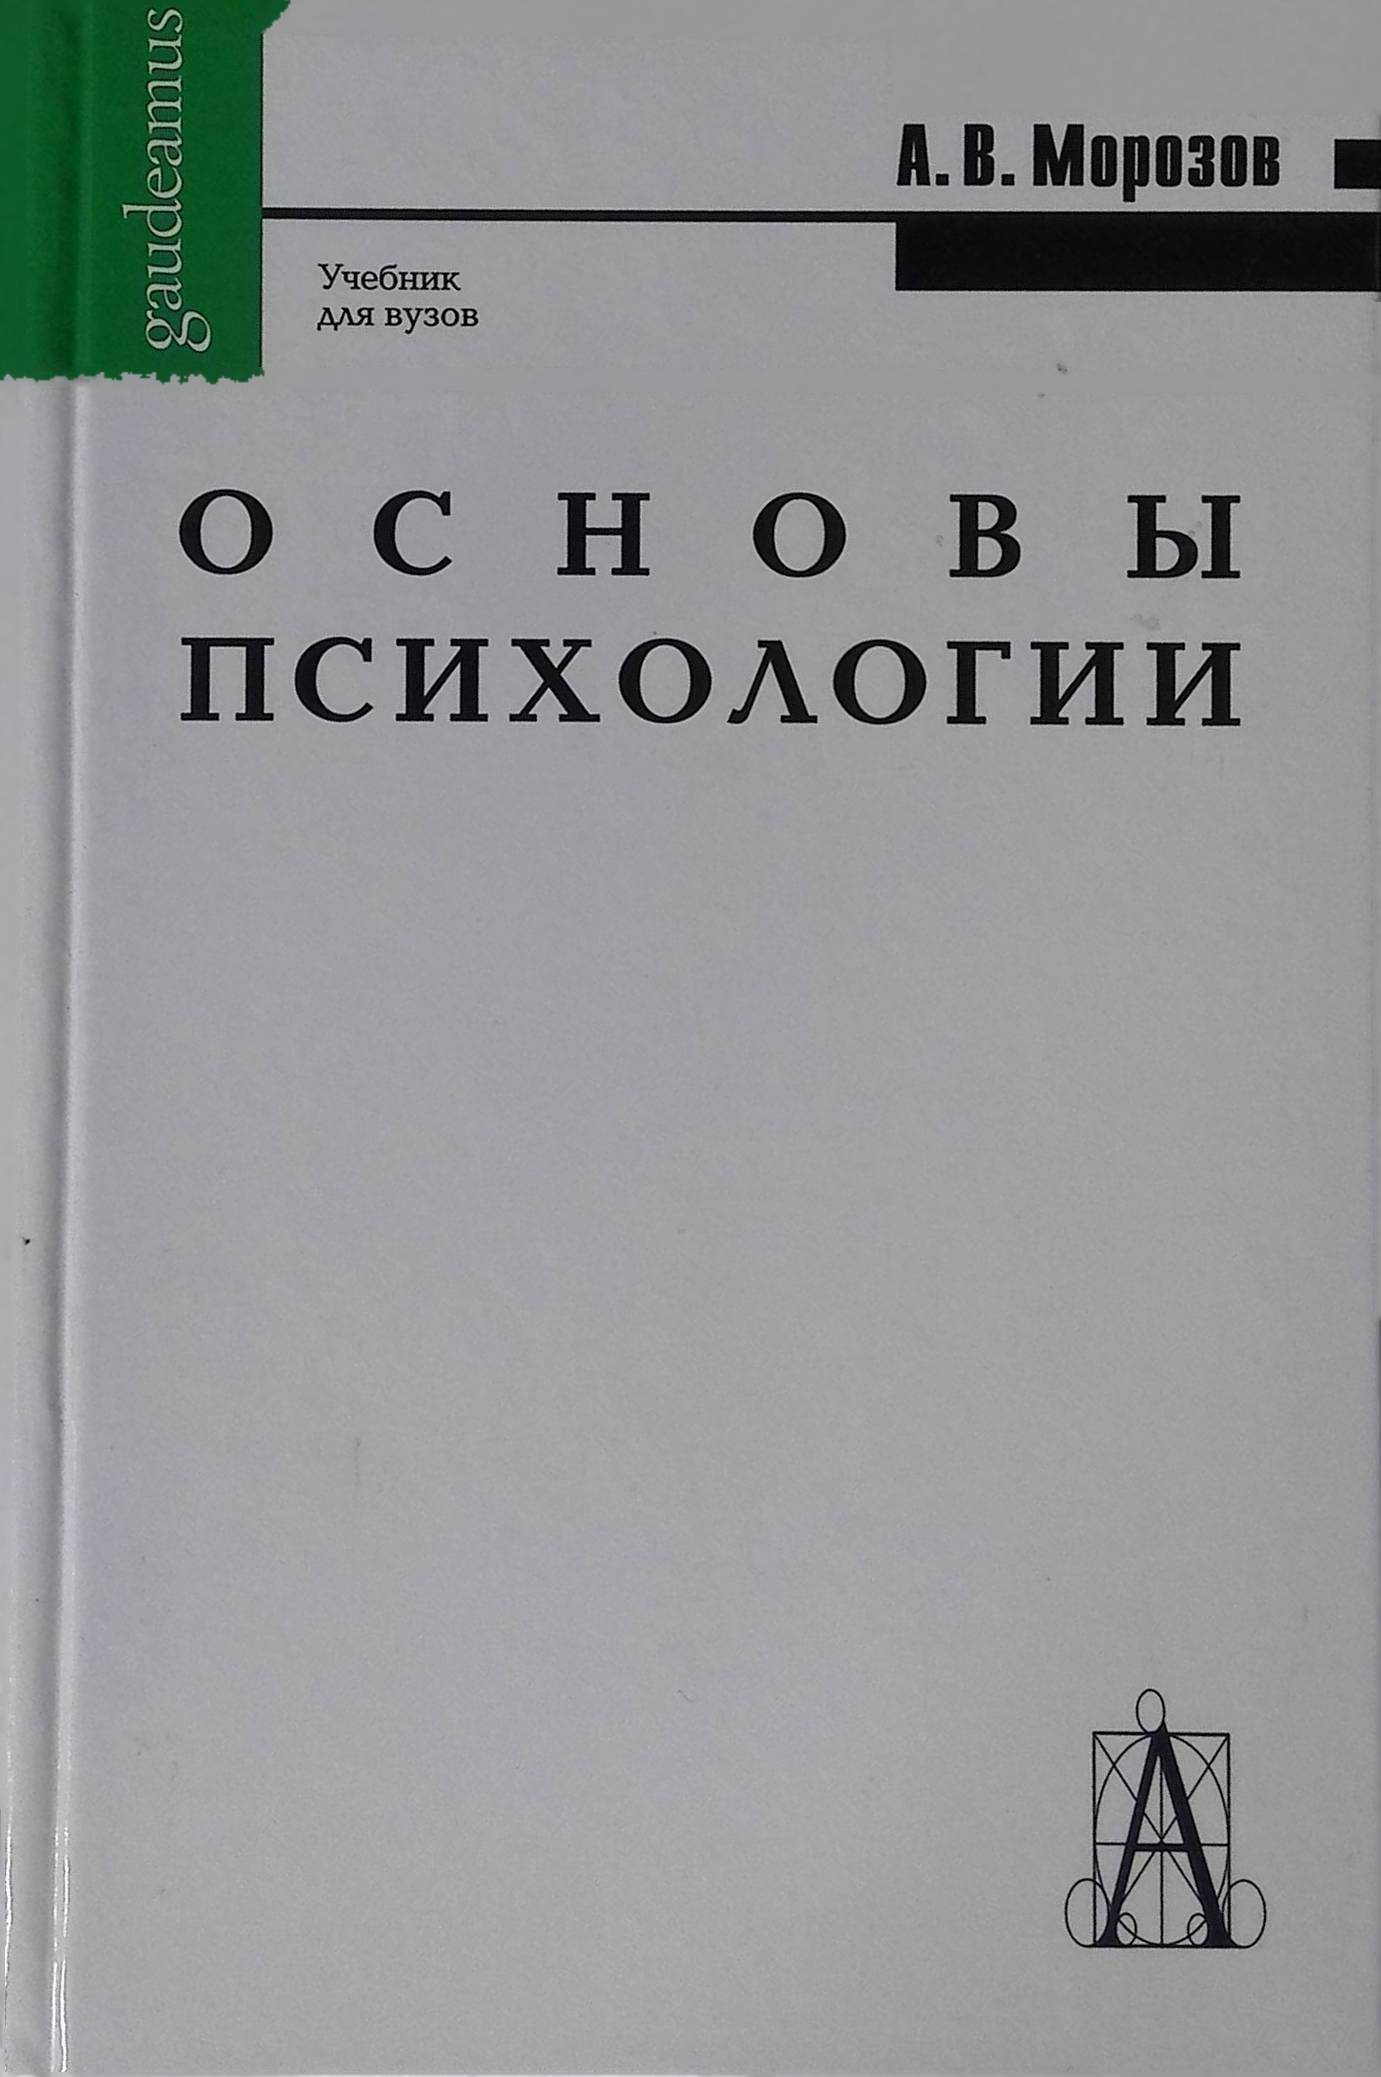 gaudeamus
А. В. Морозов
Учебник
для вузов
ОСНОВЫ
ПСИХОЛОГИИ
А